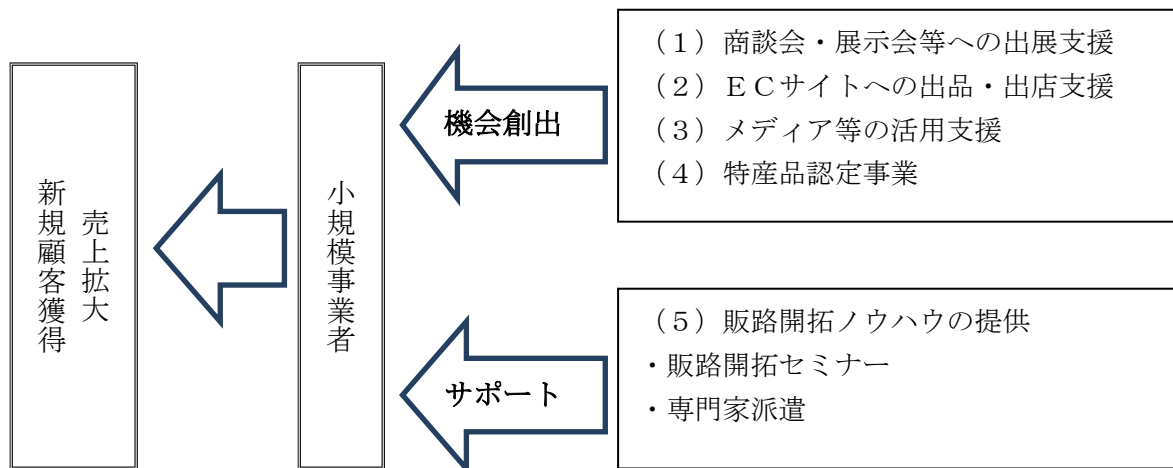 （１）商談会・展示会等への出展支援
（２）ＥＣサイトへの出品・出店支援
（３）メディア等の活用支援
（４）特産品認定事業
機会創出
売上拡大
新規顧客獲得
小規模事業者
（５）販路開拓ノウハウの提供
・販路開拓セミナー
・専門家派遣
サポート